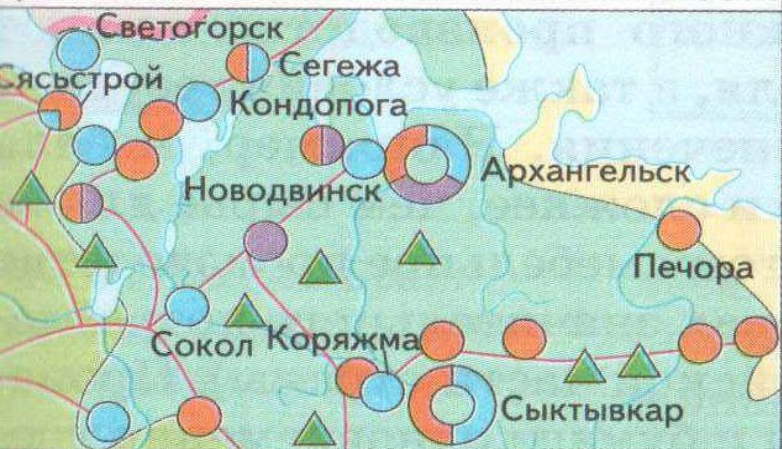 Светогорск
Сегежа
Сясьстрой
Кондопога
Архангельск
Новодвинск
Печора
Сокол
Коряжма
Сыктывкар